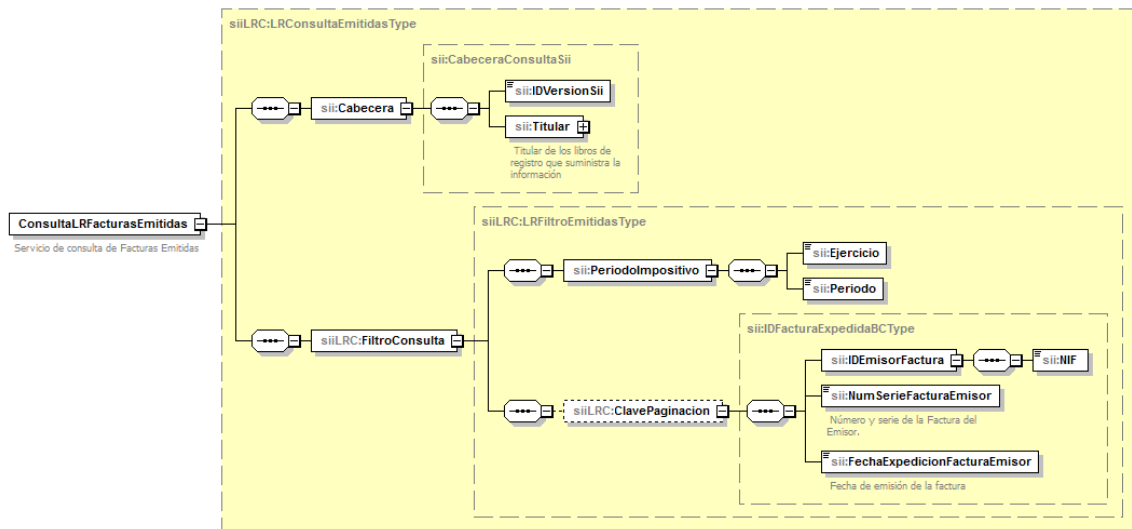 siiLRC:LRConsultaEmitidasType
sii:CabeceraConsultaSii
sii:IDVersionSii
sii:Cabecera
sii:Titular
Titular de los libros de
registro que suministra la
información
ConsultaLRFacturasEmitidas
Servicio de consulta de Facturas Emitidas
siiLRC:LRFiltroEmitidasType
sii:Ejercicio
sii:PeriodoImpositivo
sii:Periodo
siiLRC:FiltroConsulta
sii:IDFacturaExpedidaBCType
sii:IDEmisorFactura
sii:NIF
siiLRC:ClavePaginacion
sii:NumSerieFacturaEmisor
Número y serie de la Factura del
Emisor.
sii:FechaExpedicionFacturaEmisor
Fecha de emisión de la factura